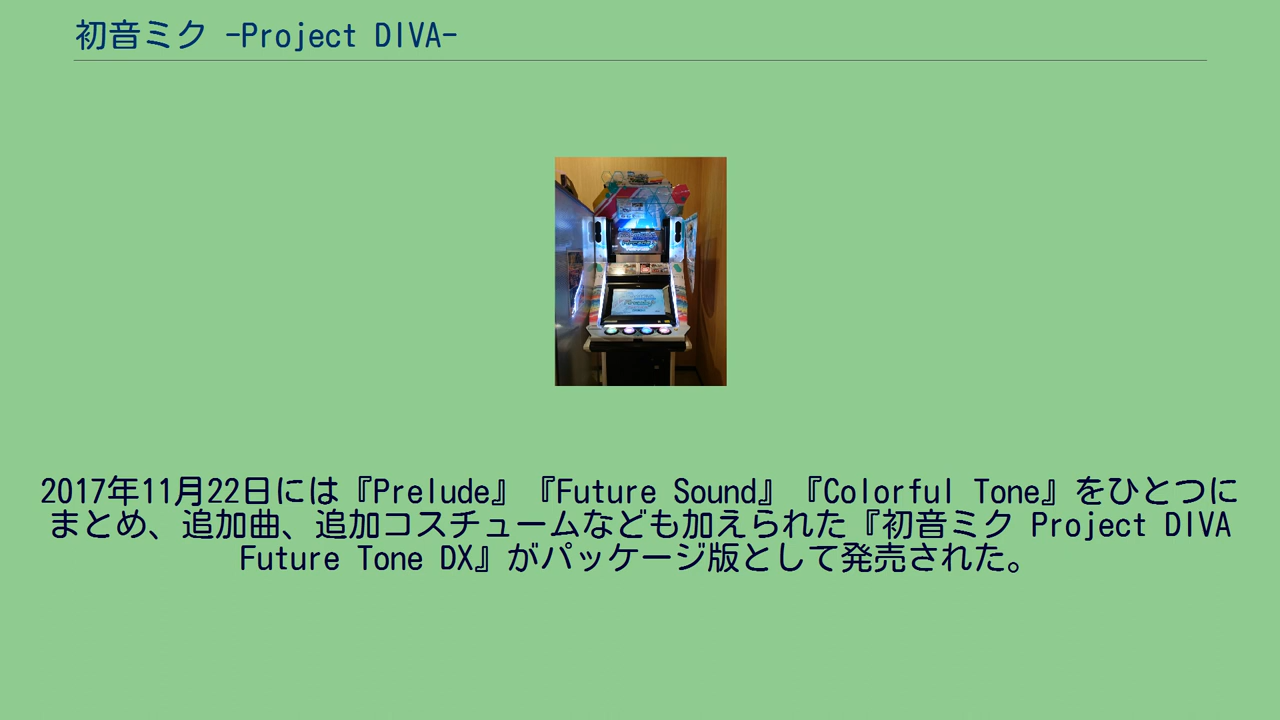 初音ミク -Project DIVA-
2017年11月22日には『Prelude』『Future Sound』『Colorful Tone』をひとつに
まとめ、追加曲、追加コスチュームなども加えられた『初音ミク Project DIVA
Future Tone DX』がパッケージ版として発売された。